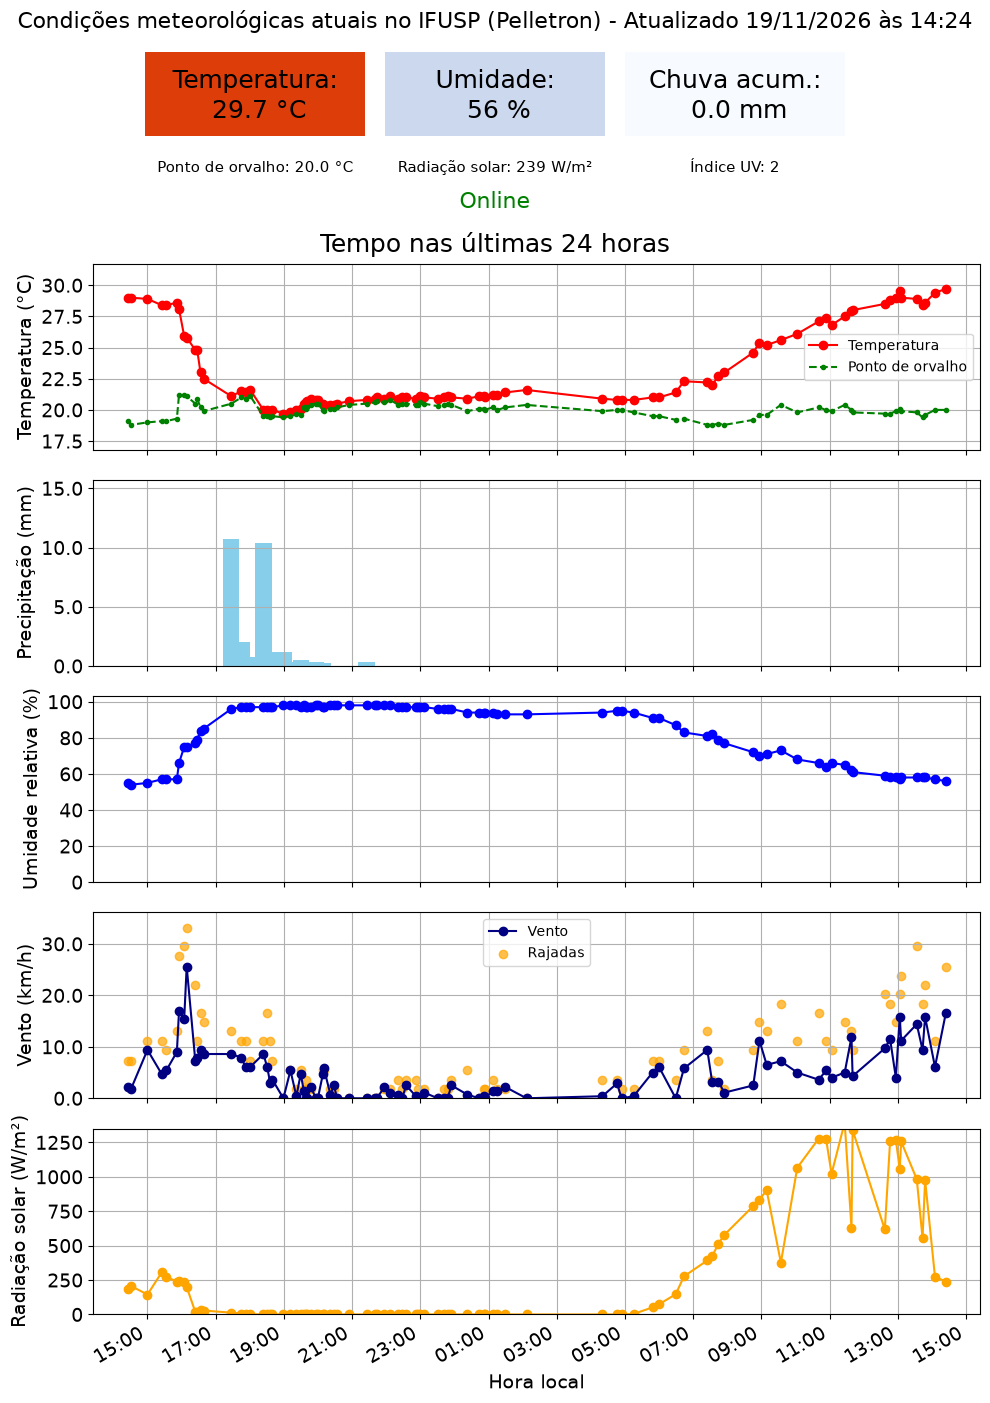 Condições meteorológicas atuais no IFUSP (Pelletron) - Atualizado 19/11/2026 às 14:24
Temperatura:
29.7 °C
Umidade:
56 %
Chuva acum.:
0.0 mm
Ponto de orvalho: 20.0 °C
Radiação solar: 239 W/m²
Índice UV: 2
Online
Tempo nas últimas 24 horas
Temperatura (°C)
30.0
27.5
25.0
22.5
20.0
17.5
Temperatura
Ponto de orvalho
Precipitação (mm)
15.0
10.0
5.0
0.0
Umidade relativa (%)
100
80
60
40
20
0
Vento (km/h)
30.0
20.0
10.0
0.0
Vento
Rajadas
Radiação solar (W/m²)
1250
1000
750
500
250
0
15:00
17:00
19:00
21:00
23:00
01:00
03:00
05:00
07:00
09:00
11:00
13:00
15:00
Hora local